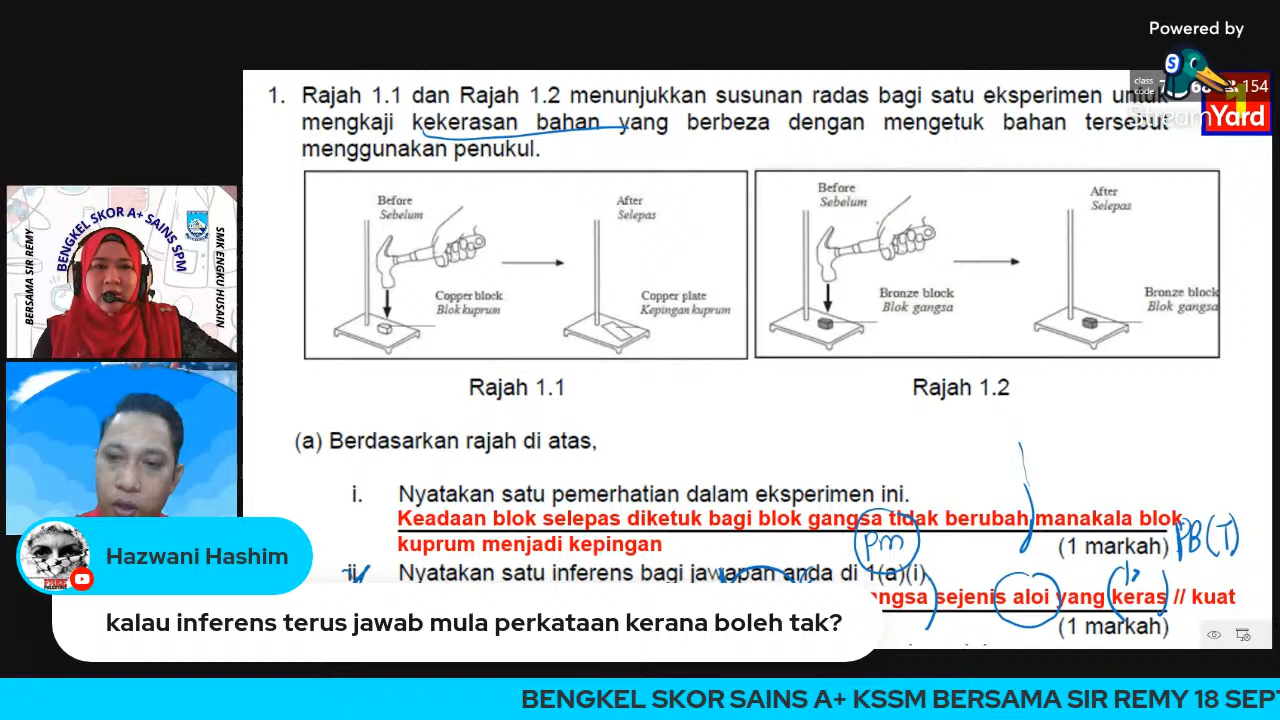 Powered by
StreamYard
class code
154
1. Rajah 1.1 dan Rajah 1.2 menunjukkan susunan radas bagi satu eksperimen untuk
mengkaji kekerasan bahan yang berbeza dengan mengetuk bahan tersebut
menggunakan penukul.
Before
Sebelum
After
Selepas
Copper block
Blok kuprum
Copper plate
Kepingan kuprum
Before
Sebelum
After
Selepas
Bronze block
Blok gangsa
Bronze block
Blok gangsa
Rajah 1.1
Rajah 1.2
BERSAMA SIR REMY
BENGKEL SKOR A+ SAINS SPM
SMK ENGKU HUSAIN
(a) Berdasarkan rajah di atas,
i. Nyatakan satu pemerhatian dalam eksperimen ini.
Keadaan blok selepas diketuk bagi blok gangsa tidak berubah manakala blok
kuprum menjadi kepingan
pm
(1 markah)
PB(T)
ii. Nyatakan satu inferens bagi jawapan anda di 1(a)(i)
angsa sejenis aloi yang keras // kuat
(1 markah)
Hazwani Hashim
kalau inferens terus jawab mula perkataan kerana boleh tak?
BENGKEL SKOR SAINS A+ KSSM BERSAMA SIR REMY 18 SEPT